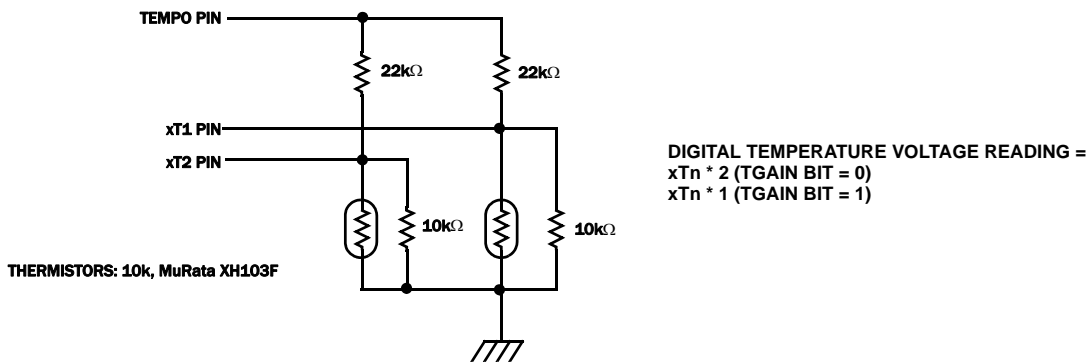 TEMPO PIN
22kΩ
22kΩ
xT1 PIN
xT2 PIN
DIGITAL TEMPERATURE VOLTAGE READING =
xTn * 2 (TGAIN BIT = 0)
xTn * 1 (TGAIN BIT = 1)
10kΩ
10kΩ
THERMISTORS: 10k, MuRata XH103F